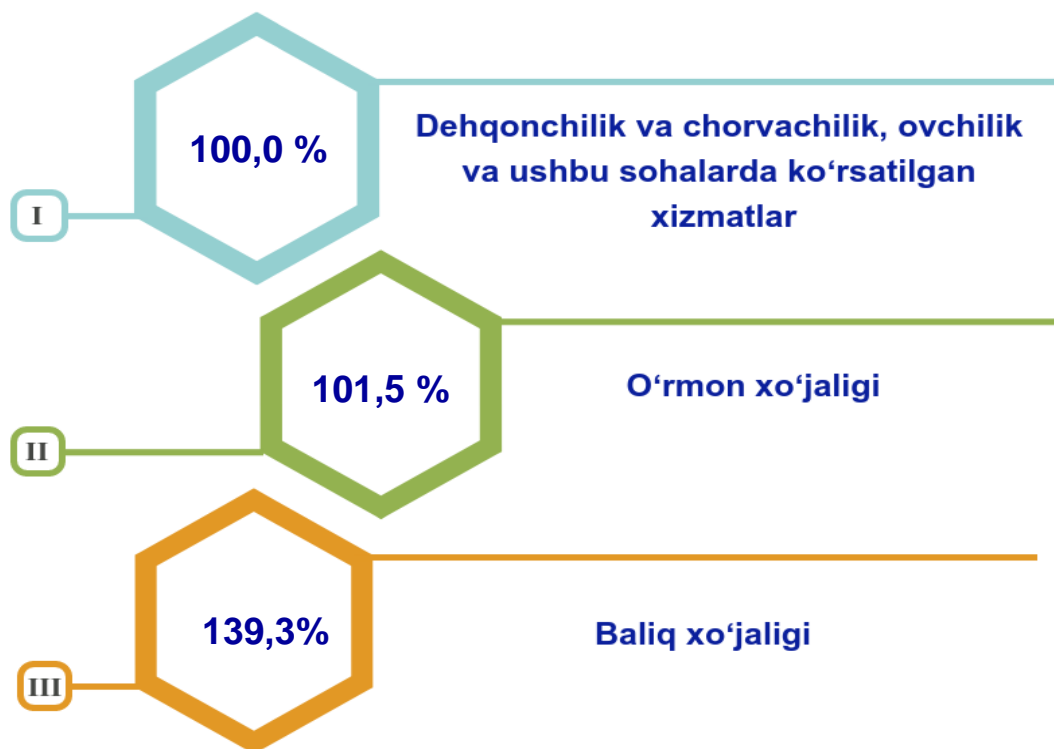 100,0 %
Dehqonchilik va chorvachilik, ovchilik
va ushbu sohalarda ko‘rsatilgan
xizmatlar
I
101,5 %
O‘rmon xo‘jaligi
II
139,3%
Baliq xo‘jaligi
III